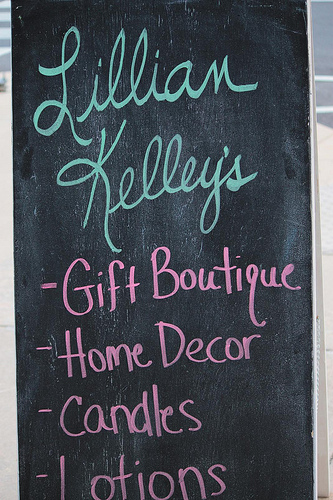 Lillian
Kelley's
- Gift Boutique
- Home Decor
- Candles
- Lotions